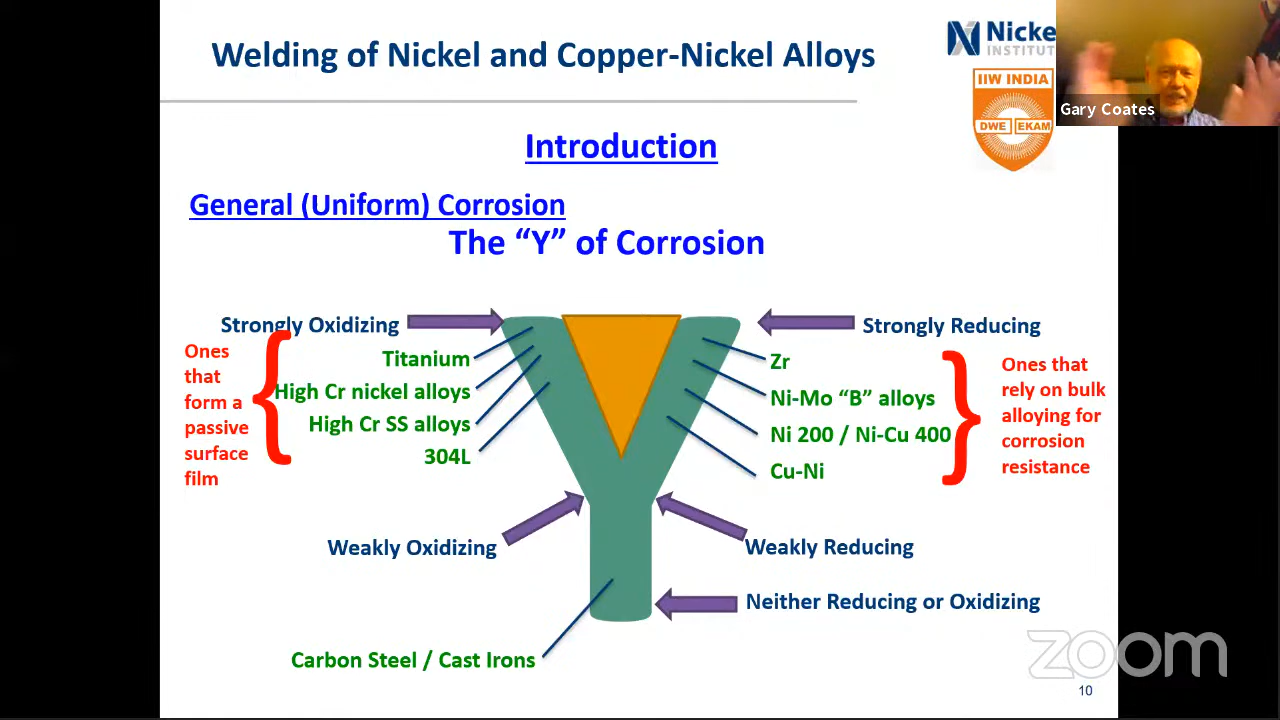 Welding of Nickel and Copper-Nickel Alloys
Nicke
INSTITUT
IIW INDIA
DWE EKAM
Gary Coates
Introduction
General (Uniform) Corrosion
The “Y” of Corrosion
Strongly Oxidizing
Strongly Reducing
Ones
that
form a
passive
surface
film
Titanium
High Cr nickel alloys
High Cr SS alloys
304L
Zr
Ni-Mo “B” alloys
Ni 200 / Ni-Cu 400
Cu-Ni
Ones that
rely on bulk
alloying for
corrosion
resistance
Weakly Oxidizing
Weakly Reducing
Neither Reducing or Oxidizing
Carbon Steel / Cast Irons
zoom
10